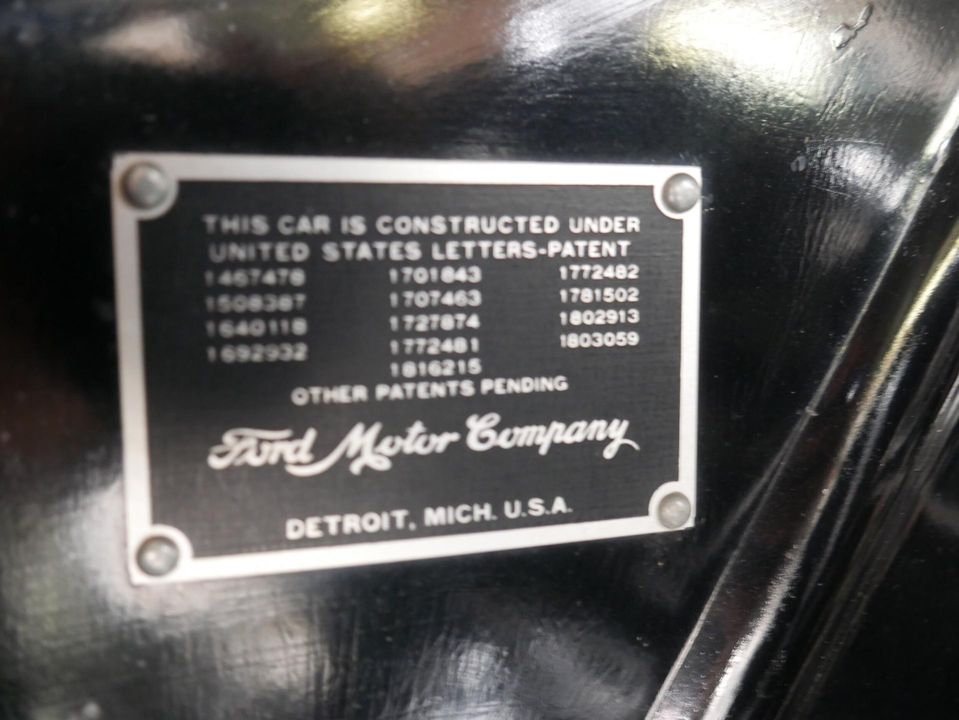 THIS CAR IS CONSTRUCTED UNDER
UNITED STATES LETTERS-PATENT
1467478 1701843 1772482
1508387 1707463 1781502
1640118 1727874 1802913
1692932 1772481 1803059
1816215
OTHER PATENTS PENDING
Ford Motor Company
DETROIT, MICH. U.S.A.